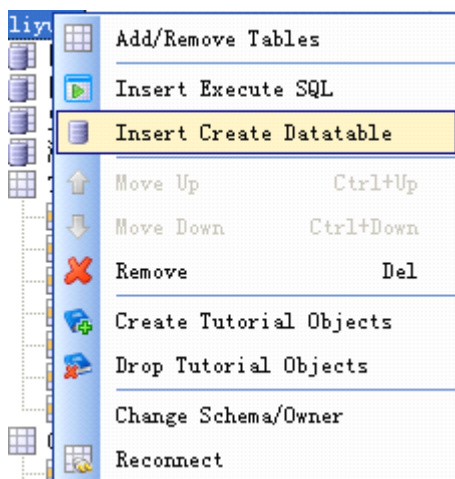 Add/Remove Tables
Insert Execute SQL
Insert Create Datatable
Move Up Ctrl+Up
Move Down Ctrl+Down
Remove Del
Create Tutorial Objects
Drop Tutorial Objects
Change Schema/Owner
Reconnect